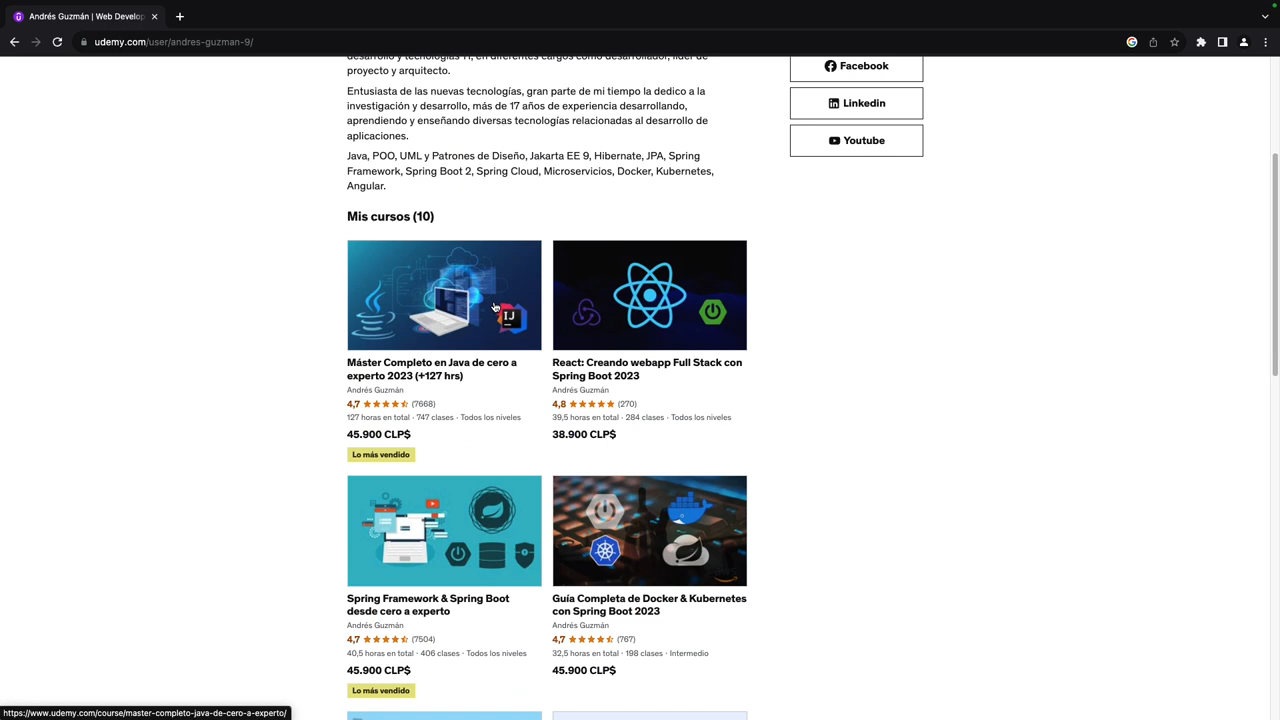 Andrés Guzmán | Web Develop
udemy.com/user/andres-guzman-9/
desarrollo y tecnologías TI, en diferentes cargos como desarrollador, líder de
proyecto y arquitecto.
Entusiasta de las nuevas tecnologías, gran parte de mi tiempo la dedico a la
investigación y desarrollo, más de 17 años de experiencia desarrollando,
aprendiendo y enseñando diversas tecnologías relacionadas al desarrollo de
aplicaciones.
Java, POO, UML y Patrones de Diseño, Jakarta EE 9, Hibernate, JPA, Spring
Framework, Spring Boot 2, Spring Cloud, Microservicios, Docker, Kubernetes,
Angular.
Facebook
Linkedin
Youtube
Mis cursos (10)
IJ
Máster Completo en Java de cero a
experto 2023 (+127 hrs)
Andrés Guzmán
4,7 (7668)
127 horas en total · 747 clases · Todos los niveles
45.900 CLP$
Lo más vendido
React: Creando webapp Full Stack con
Spring Boot 2023
Andrés Guzmán
4,8 (270)
39,5 horas en total · 284 clases · Todos los niveles
38.900 CLP$
Spring Framework & Spring Boot
desde cero a experto
Andrés Guzmán
4,7 (7504)
40,5 horas en total · 406 clases · Todos los niveles
45.900 CLP$
Lo más vendido
Guía Completa de Docker & Kubernetes
con Spring Boot 2023
Andrés Guzmán
4,7 (767)
32,5 horas en total · 198 clases · Intermedio
45.900 CLP$
https://www.udemy.com/course/master-completo-java-de-cero-a-experto/